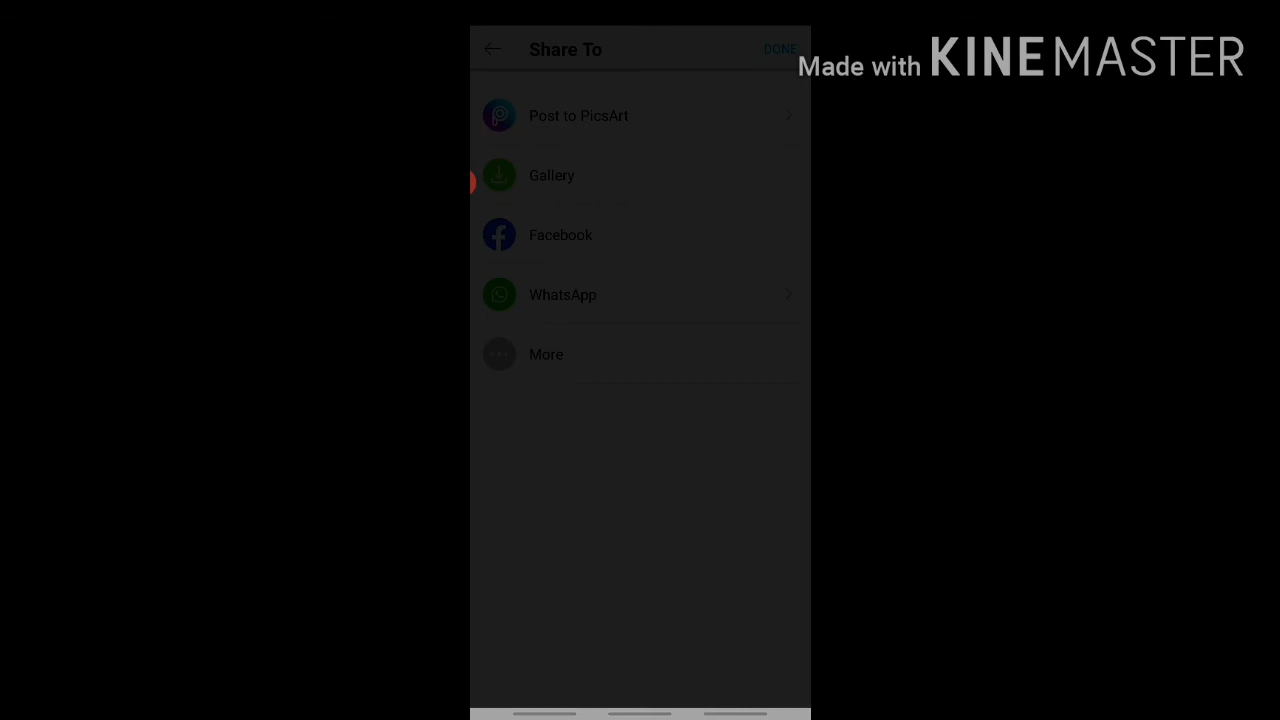 Share To
DONE
Made with KINEMASTER
Post to PicsArt
Gallery
Facebook
WhatsApp
More